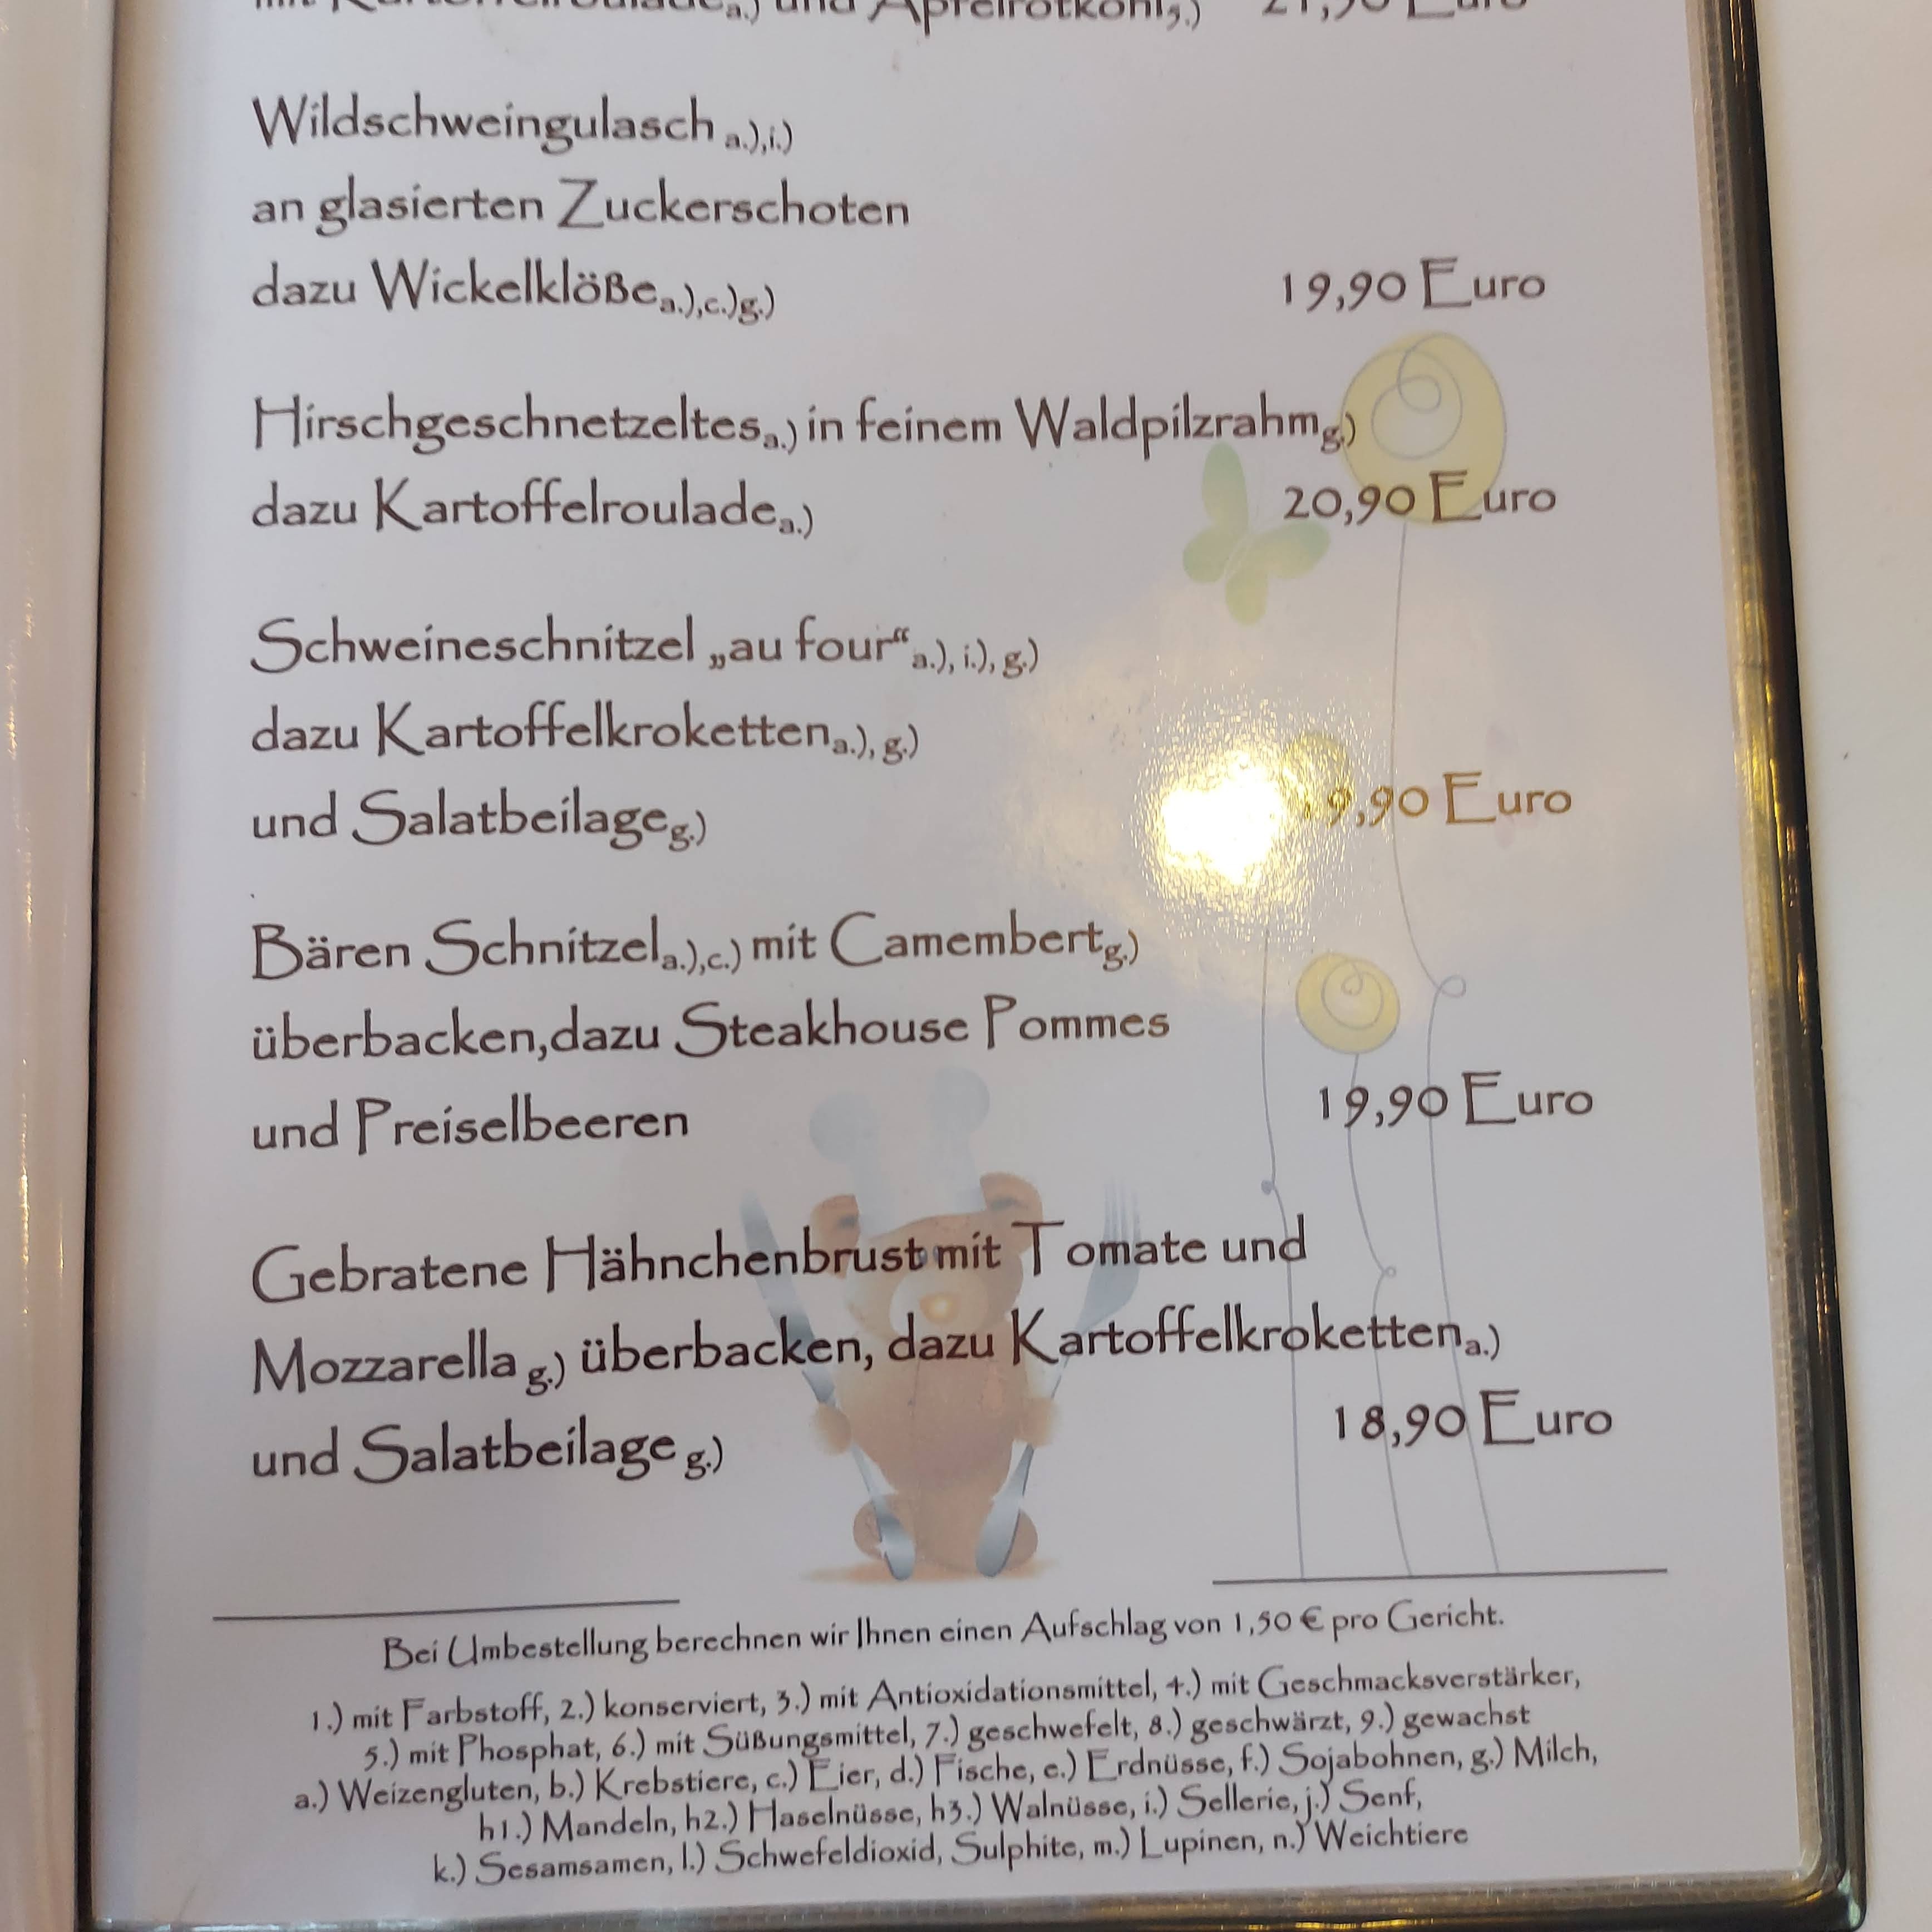 und
Wildschweingulasch a.),i.)
an glasierten Zuckerschoten
dazu Wickelklöße a.),c.)g.) 19,90 Euro
Hirschgeschnetzeltes a.) in feinem Waldpilzrahm g.)
dazu Kartoffelroulade a.) 20,90 Euro
Schweineschnitzel „au four“ a.), i.), g.)
dazu Kartoffelkroketten a.), g.)
und Salatbeilage g.) 9,90 Euro
Bären Schnitzel a.),c.) mit Camembert g.)
überbacken,dazu Steakhouse Pommes
und Preiselbeeren 19,90 Euro
Gebratene Hähnchenbrust mit Tomate und
Mozzarella g.) überbacken, dazu Kartoffelkroketten a.)
und Salatbeilage g.) 18,90 Euro
Bei Umbestellung berechnen wir Ihnen einen Aufschlag von 1,50 € pro Gericht.
1.) mit Farbstoff, 2.) konserviert, 3.) mit Antioxidationsmittel, 4.) mit Geschmacksverstärker,
5.) mit Phosphat, 6.) mit Süßungsmittel, 7.) geschwefelt, 8.) geschwärzt, 9.) gewachst
a.) Weizengluten, b.) Krebstiere, c.) Eier, d.) Fische, e.) Erdnüsse, f.) Sojabohnen, g.) Milch,
h1.) Mandeln, h2.) Haselnüsse, h3.) Walnüsse, i.) Sellerie, j.) Senf,
k.) Sesamsamen, l.) Schwefeldioxid, Sulphite, m.) Lupinen, n.) Weichtiere